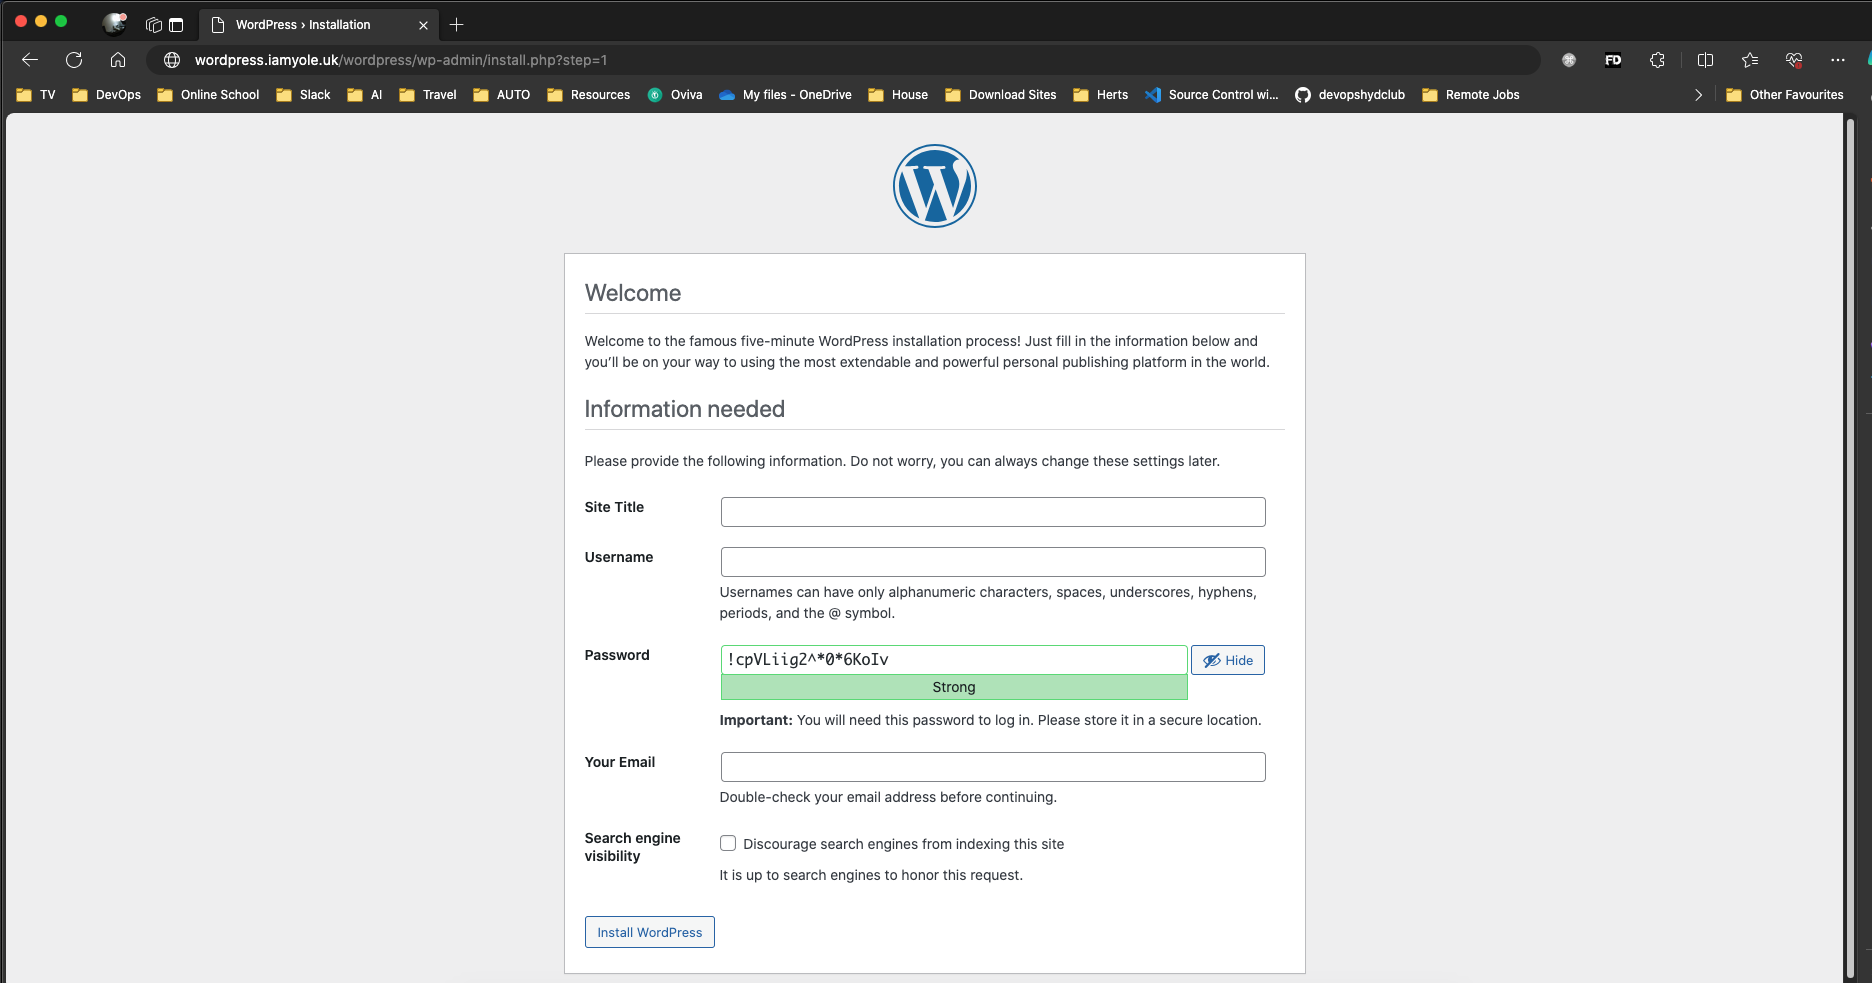 WordPress › Installation
wordpress.iamyole.uk/wordpress/wp-admin/install.php?step=1
FD
TV DevOps Online School Slack AI Travel AUTO Resources Oviva My files - OneDrive House Download Sites Herts Source Control wi... devopshydclub Remote Jobs Other Favourites
Welcome
Welcome to the famous five-minute WordPress installation process! Just fill in the information below and
you’ll be on your way to using the most extendable and powerful personal publishing platform in the world.
Information needed
Please provide the following information. Do not worry, you can always change these settings later.
Site Title
Username
Usernames can have only alphanumeric characters, spaces, underscores, hyphens,
periods, and the @ symbol.
Password !cpVLiig2^*0*6KoIv Hide
Strong
Important: You will need this password to log in. Please store it in a secure location.
Your Email
Double-check your email address before continuing.
Search engine
visibility
Discourage search engines from indexing this site
It is up to search engines to honor this request.
Install WordPress